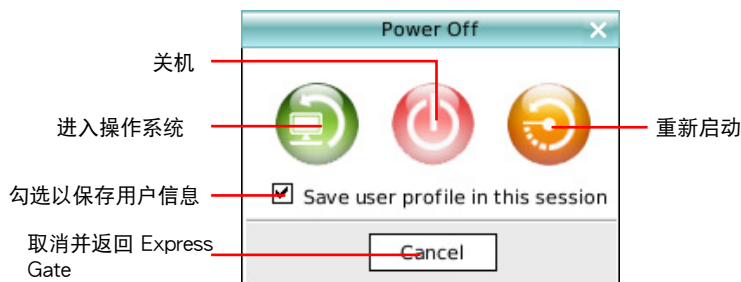 Power Off
关机
进入操作系统
重新启动
勾选以保存用户信息
Save user profile in this session
取消并返回 Express
Gate
Cancel